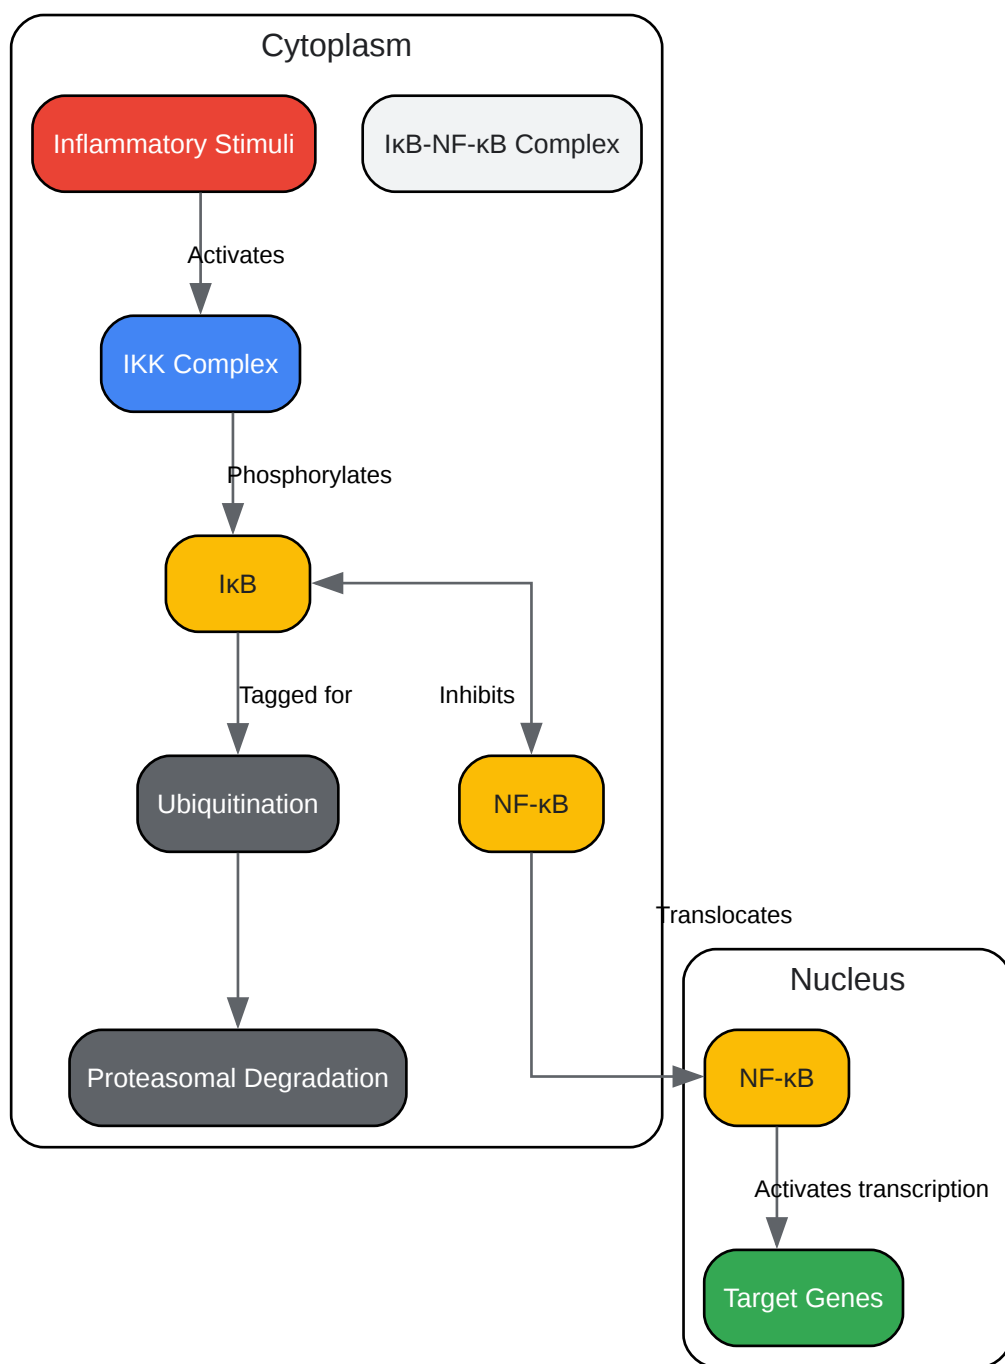 Cytoplasm
Inflammatory Stimuli
IκB-NF-κB Complex
Activates
IKK Complex
Phosphorylates
IκB
Tagged for
Inhibits
Ubiquitination
NF-κB
Translocates
Nucleus
Proteasomal Degradation
NF-κB
Activates transcription
Target Genes